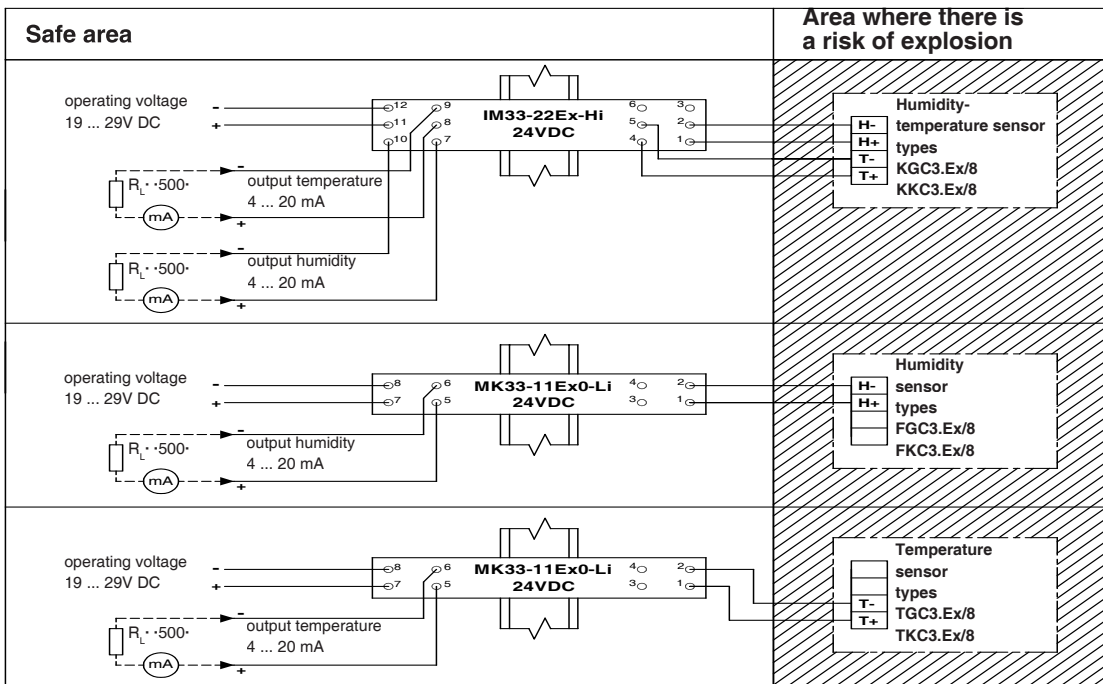 Safe area
Area where there is
a risk of explosion
operating voltage
19 ... 29V DC
-
+
12 9
11 8
10 7
IM33-22Ex-Hi
24VDC
6 3
5 2
4 1
Humidity-
temperature sensor
types
KGC3.Ex/8
KKC3.Ex/8
H-
H+
T-
T+
-
RL··500·
mA
output temperature
4 ... 20 mA
+
-
RL··500·
mA
output humidity
4 ... 20 mA
+
operating voltage
19 ... 29V DC
-
+
8 6
7 5
MK33-11Ex0-Li
24VDC
4 2
3 1
Humidity
sensor
types
FGC3.Ex/8
FKC3.Ex/8
H-
H+
-
RL··500·
mA
output humidity
4 ... 20 mA
+
operating voltage
19 ... 29V DC
-
+
8 6
7 5
MK33-11Ex0-Li
24VDC
4 2
3 1
Temperature
sensor
types
TGC3.Ex/8
TKC3.Ex/8
T-
T+
-
RL··500·
mA
output temperature
4 ... 20 mA
+